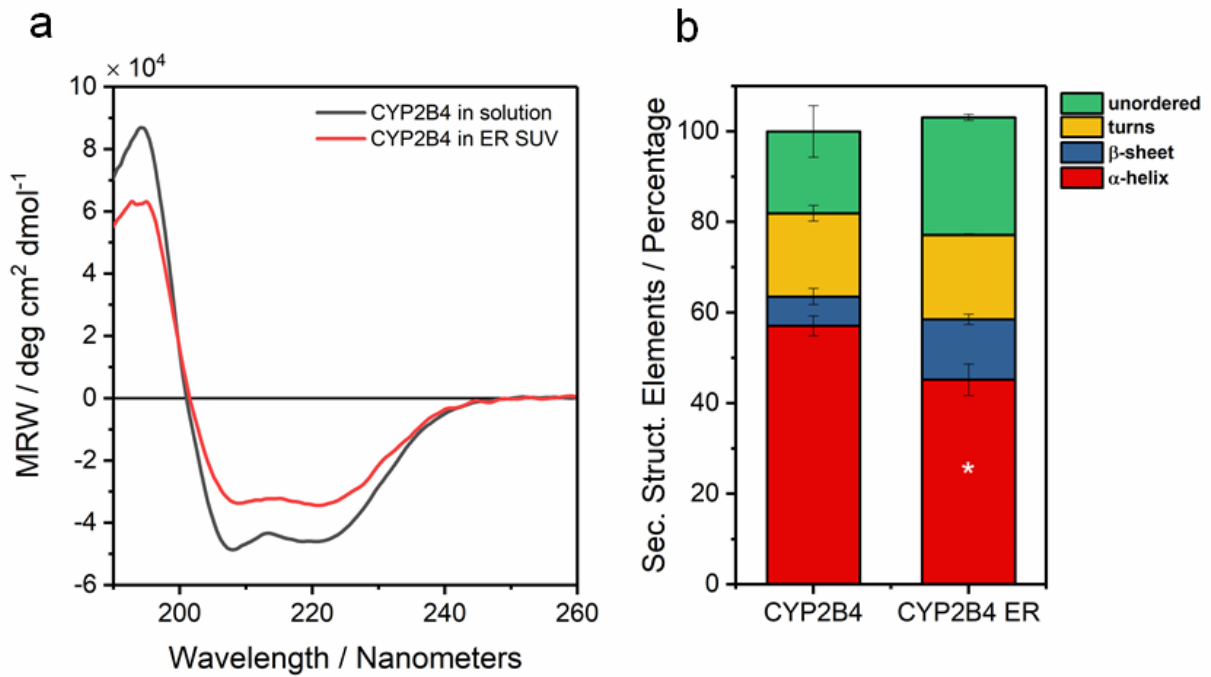 a
× 10⁴
10
8
6
4
2
0
-2
-4
-6
MRW / deg cm² dmol⁻¹
CYP2B4 in solution
CYP2B4 in ER SUV
200
220
240
260
Wavelength / Nanometers
b
Sec. Struct. Elements / Percentage
100
80
60
40
20
0
*
CYP2B4
CYP2B4 ER
unordered
turns
β-sheet
α-helix